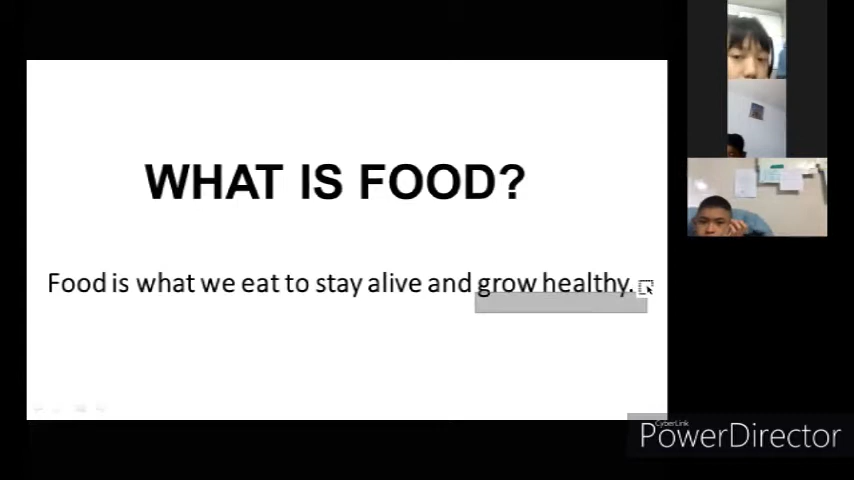 WHAT IS FOOD?
Food is what we eat to stay alive and grow healthy.
CyberLink
PowerDirector